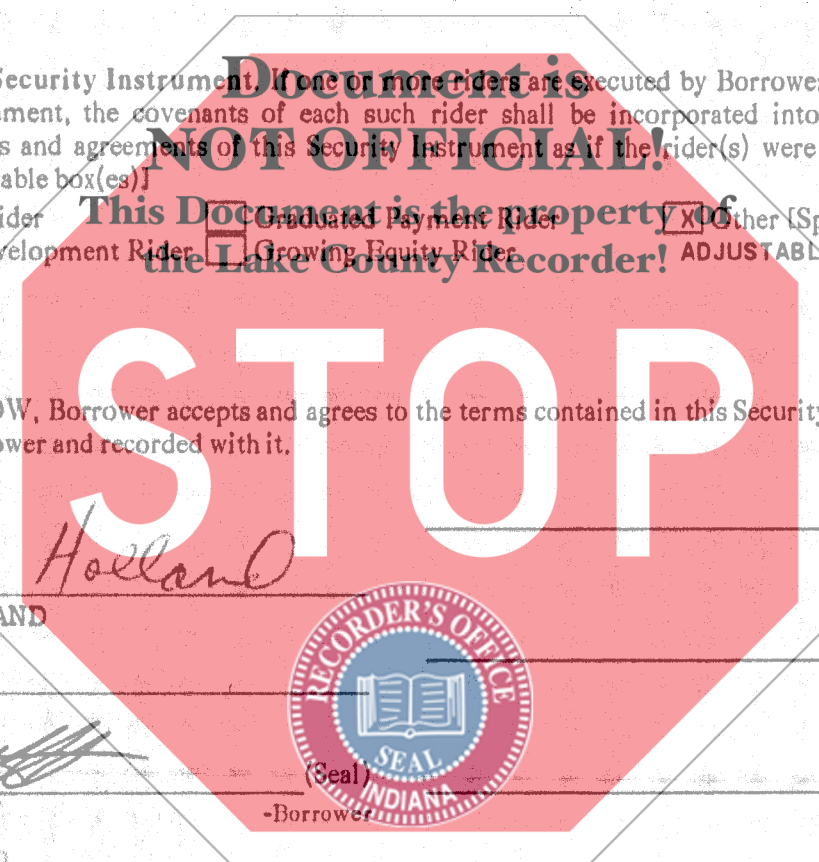 Document is
NOT OFFICIAL!
This Document is the property of
the Lake County Recorder!
STOP
Security Instrument. If one or more riders are executed by Borrower
ment, the covenants of each such rider shall be incorporated into
s and agreements of this Security Instrument as if the rider(s) were
able box(es)]
ider Graduated Payment Rider X Other [Sp
velopment Rider Growing Equity Rider ADJUSTABL
OW, Borrower accepts and agrees to the terms contained in this Security
ower and recorded with it.
Holland
AND
RECORDER'S OFFICE
SEAL
INDIANA
(Seal)
-Borrower